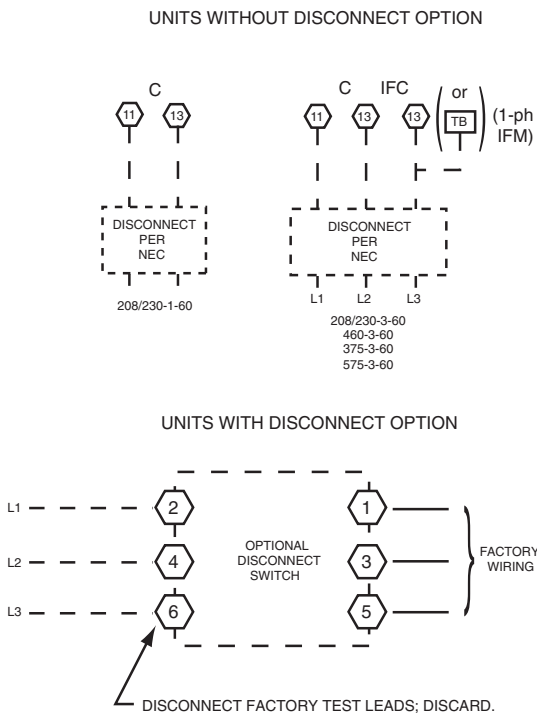 UNITS WITHOUT DISCONNECT OPTION
C
11 13
DISCONNECT
PER
NEC
208/230-1-60
C IFC or
11 13 13 TB (1-ph
IFM)
DISCONNECT
PER
NEC
L1 L2 L3
208/230-3-60
460-3-60
375-3-60
575-3-60
UNITS WITH DISCONNECT OPTION
L1 2 1
L2 4 3
L3 6 5
OPTIONAL
DISCONNECT
SWITCH
FACTORY
WIRING
DISCONNECT FACTORY TEST LEADS; DISCARD.